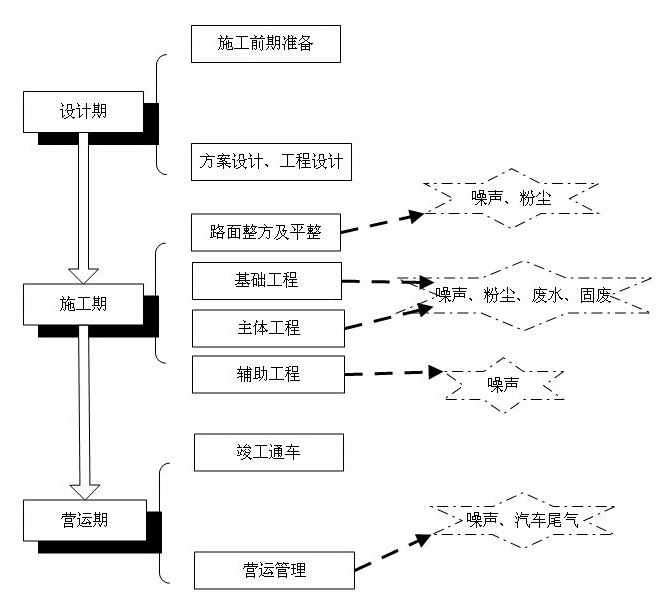 施工前期准备
设计期
方案设计、工程设计
噪声、粉尘
路面整方及平整
基础工程
噪声、粉尘、废水、固废
施工期
主体工程
辅助工程
噪声
竣工通车
营运期
噪声、汽车尾气
营运管理